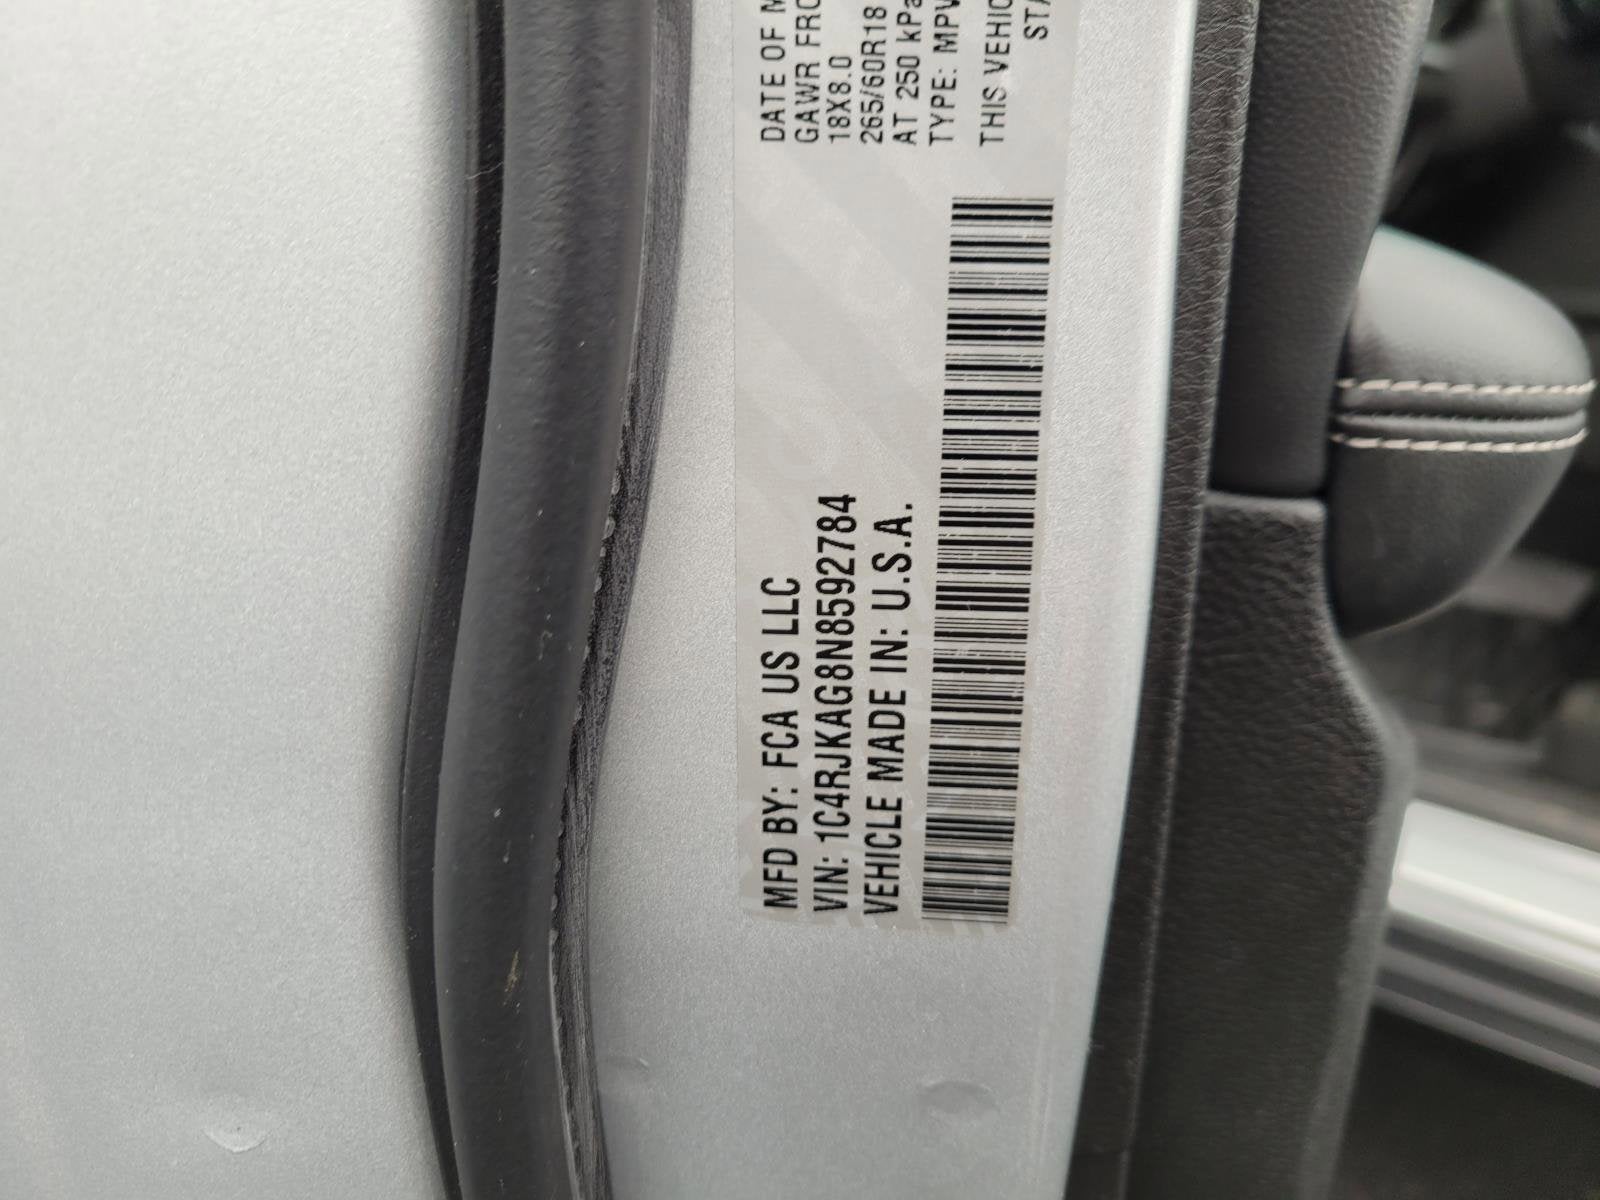 MFD BY: FCA US LLC
VIN: 1C4RJKAG8N8592784
VEHICLE MADE IN: U.S.A.
DATE OF M
GAWR FRO
18X8.0
265/60R18
AT 250 kPa
TYPE: MPV
THIS VEHIC
STA